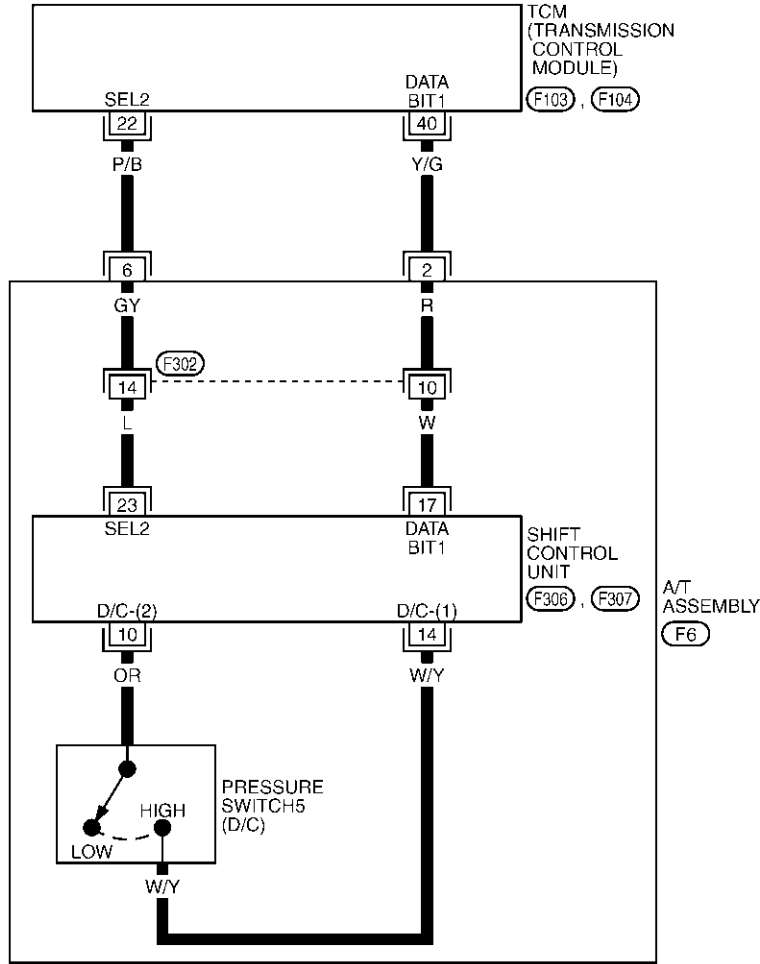 TCM
(TRANSMISSION
CONTROL
MODULE)
F103 , F104
SEL2
DATA
BIT1
22
40
P/B
Y/G
6
2
GY
R
F302
14
10
L
W
23
17
SEL2
DATA
BIT1
SHIFT
CONTROL
UNIT
F306 , F307
A/T
ASSEMBLY
F6
D/C-(2)
D/C-(1)
10
14
OR
W/Y
PRESSURE
SWITCH5
(D/C)
HIGH
LOW
W/Y